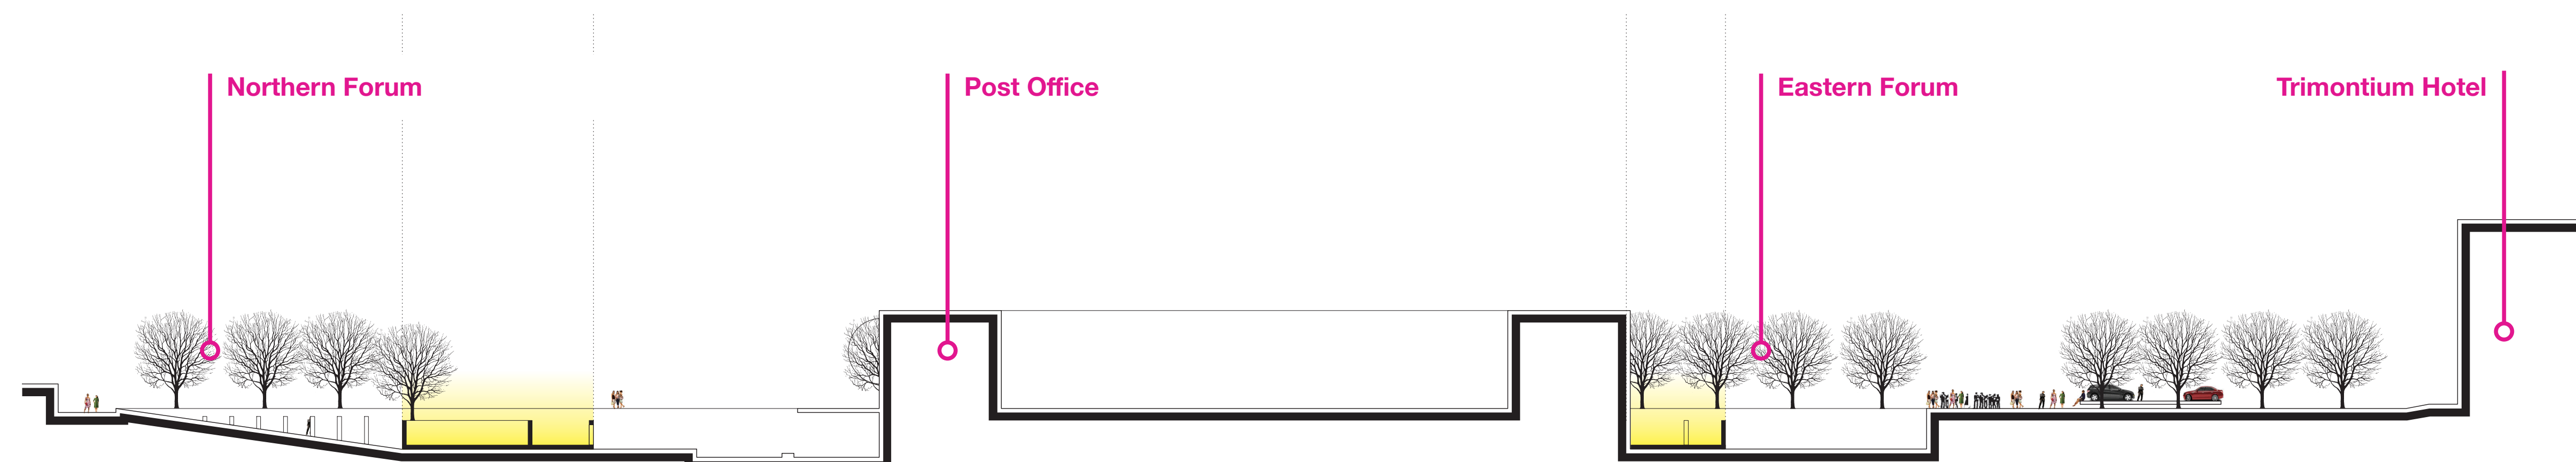 Northern Forum
Post Office
Eastern Forum
Trimontium Hotel